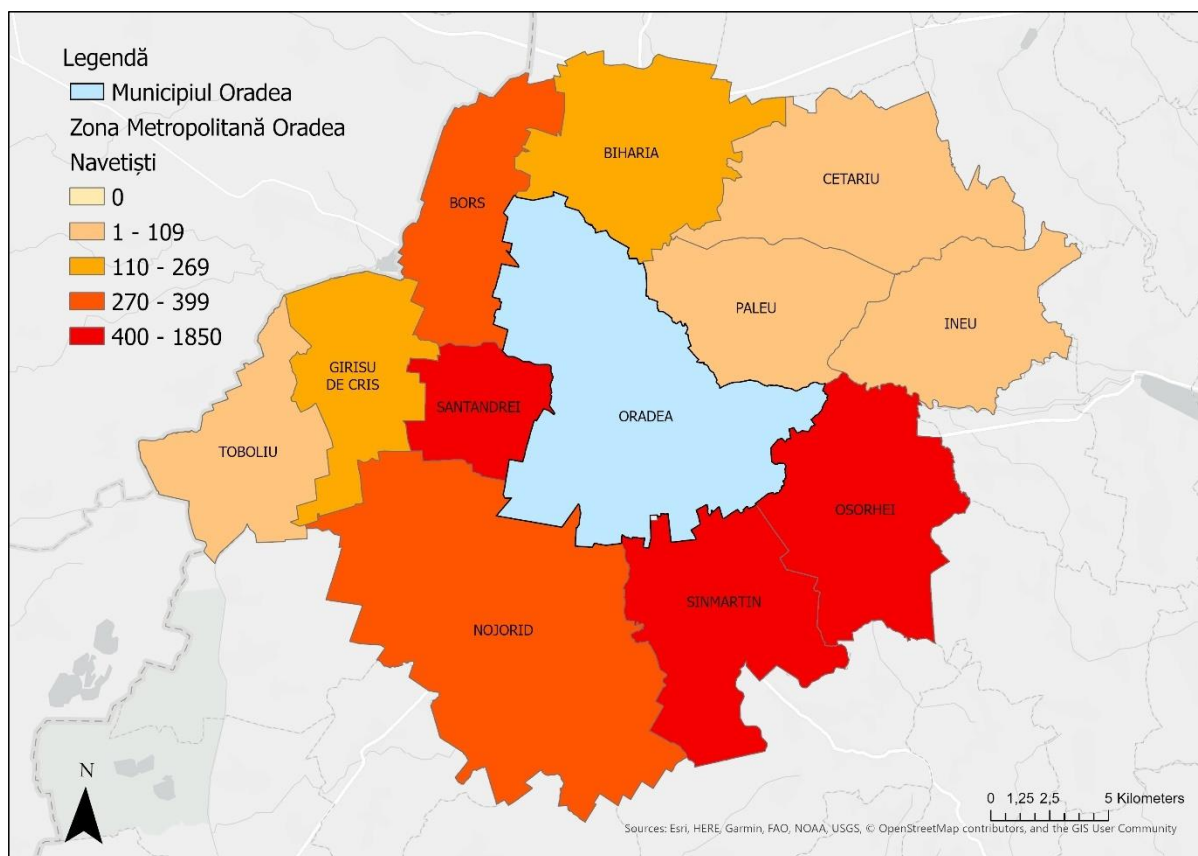 Legendă
Municipiul Oradea
Zona Metropolitană Oradea
Navetiști
0
1 - 109
110 - 269
270 - 399
400 - 1850
BIHARIA
CETARIU
BORS
PALEU
INEU
GIRISU
DE CRIS
SANTANDREI
ORADEA
TOBOLIU
OSORHEI
SINMARTIN
NOJORID
N
0 1,25 2,5 5 Kilometers
Sources: Esri, HERE, Garmin, FAO, NOAA, USGS, © OpenStreetMap contributors, and the GIS User Community